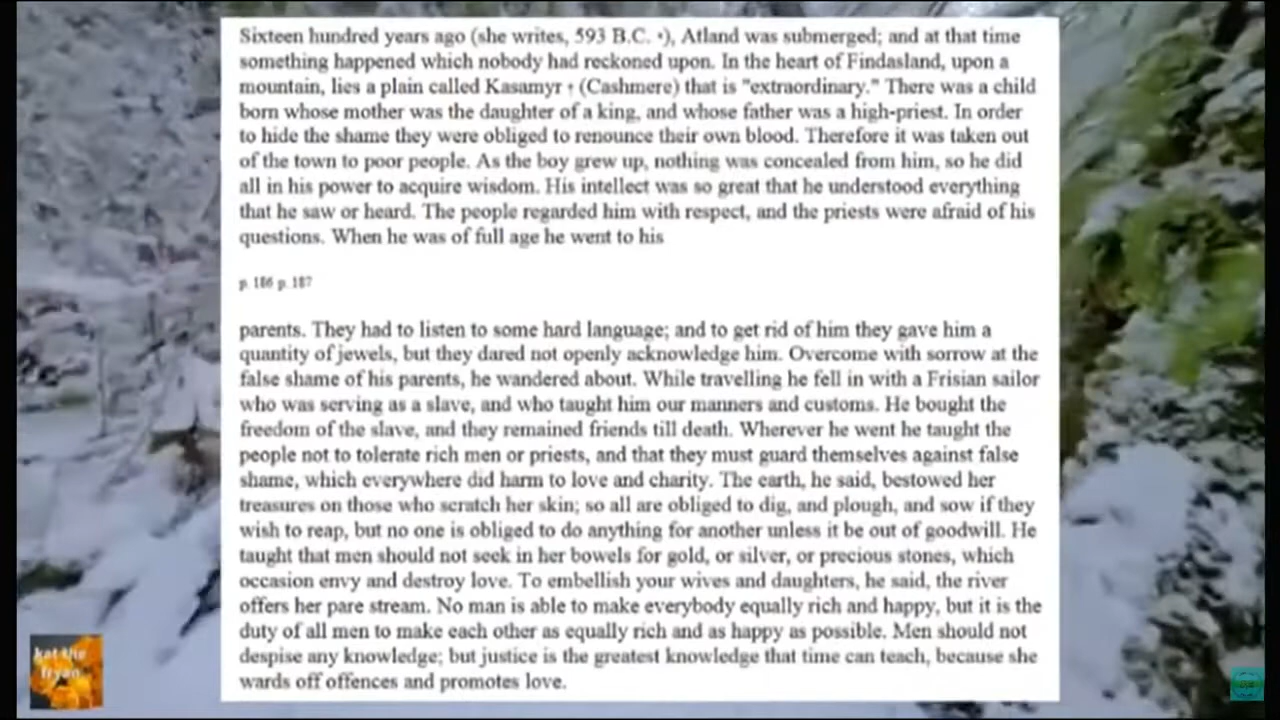 Sixteen hundred years ago (she writes, 593 B.C. •), Atland was submerged; and at that time
something happened which nobody had reckoned upon. In the heart of Findasland, upon a
mountain, lies a plain called Kasamyr • (Cashmere) that is "extraordinary." There was a child
born whose mother was the daughter of a king, and whose father was a high-priest. In order
to hide the shame they were obliged to renounce their own blood. Therefore it was taken out
of the town to poor people. As the boy grew up, nothing was concealed from him, so he did
all in his power to acquire wisdom. His intellect was so great that he understood everything
that he saw or heard. The people regarded him with respect, and the priests were afraid of his
questions. When he was of full age he went to his
p. 186 p. 187
parents. They had to listen to some hard language; and to get rid of him they gave him a
quantity of jewels, but they dared not openly acknowledge him. Overcome with sorrow at the
false shame of his parents, he wandered about. While travelling he fell in with a Frisian sailor
who was serving as a slave, and who taught him our manners and customs. He bought the
freedom of the slave, and they remained friends till death. Wherever he went he taught the
people not to tolerate rich men or priests, and that they must guard themselves against false
shame, which everywhere did harm to love and charity. The earth, he said, bestowed her
treasures on those who scratch her skin; so all are obliged to dig, and plough, and sow if they
wish to reap, but no one is obliged to do anything for another unless it be out of goodwill. He
taught that men should not seek in her bowels for gold, or silver, or precious stones, which
occasion envy and destroy love. To embellish your wives and daughters, he said, the river
offers her pare stream. No man is able to make everybody equally rich and happy, but it is the
duty of all men to make each other as equally rich and as happy as possible. Men should not
despise any knowledge; but justice is the greatest knowledge that time can teach, because she
wards off offences and promotes love.
kat the
fryan